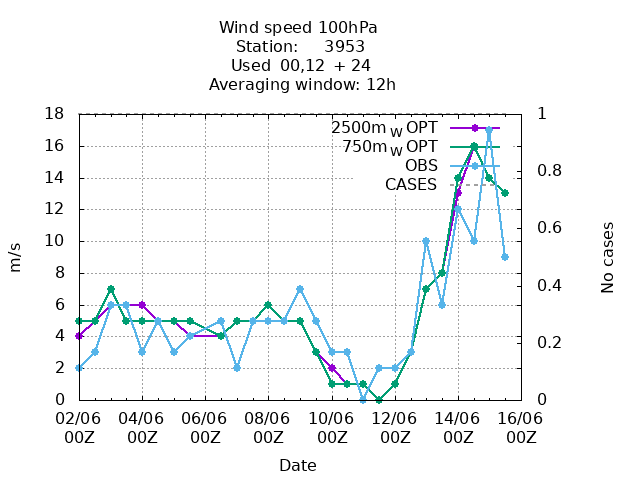 Wind speed 100hPa
Station: 3953
Used 00,12 + 24
Averaging window: 12h
18 1
2500m W OPT
16
750m W OPT
OBS
14 0.8
CASES
12
0.6
10
m/s No cases
8
0.4
6
4
0.2
2
0 0
02/06 04/06 06/06 08/06 10/06 12/06 14/06 16/06
00Z 00Z 00Z 00Z 00Z 00Z 00Z 00Z
Date